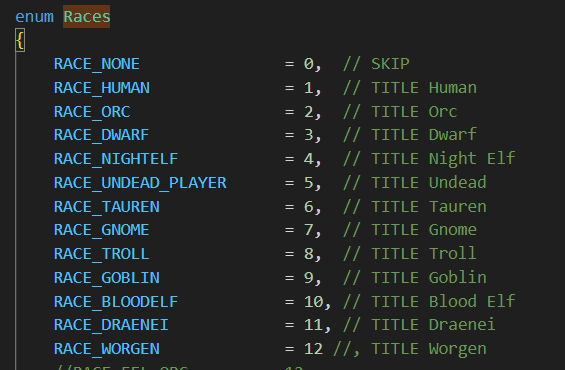 enum Races
{
RACE_NONE = 0, // SKIP
RACE_HUMAN = 1, // TITLE Human
RACE_ORC = 2, // TITLE Orc
RACE_DWARF = 3, // TITLE Dwarf
RACE_NIGHTELF = 4, // TITLE Night Elf
RACE_UNDEAD_PLAYER = 5, // TITLE Undead
RACE_TAUREN = 6, // TITLE Tauren
RACE_GNOME = 7, // TITLE Gnome
RACE_TROLL = 8, // TITLE Troll
RACE_GOBLIN = 9, // TITLE Goblin
RACE_BLOODELF = 10, // TITLE Blood Elf
RACE_DRAENEI = 11, // TITLE Draenei
RACE_WORGEN = 12 //, TITLE Worgen